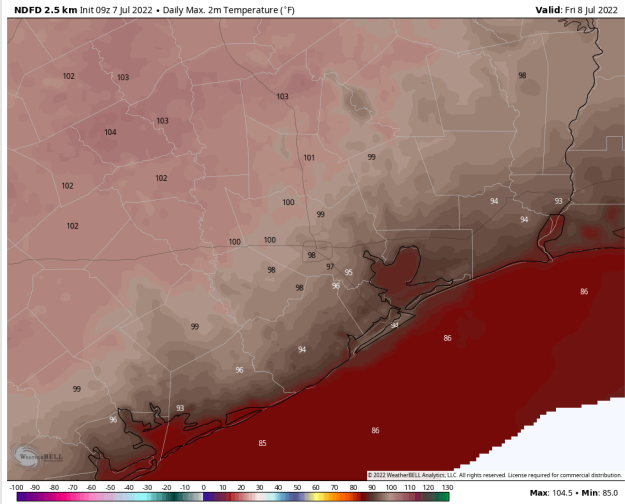 NDFD 2.5 km Init 09z 7 Jul 2022 • Daily Max. 2m Temperature (°F) Valid: Fri 8 Jul 2022
102 103 98
103
104 103
101 99
102 102
100 94 93
99 94
102
100 100
98
98 97 95
98 96
86
99 94
86
94
96
99
96 93
85 86
WeatherBELL
© 2022 WeatherBELL Analytics, LLC. All rights reserved. License required for commercial distribution.
-100 -90 -80 -70 -60 -50 -40 -30 -20 -10 0 10 20 30 40 50 60 70 80 90 100 110 120 130
Max: 104.5 • Min: 85.0